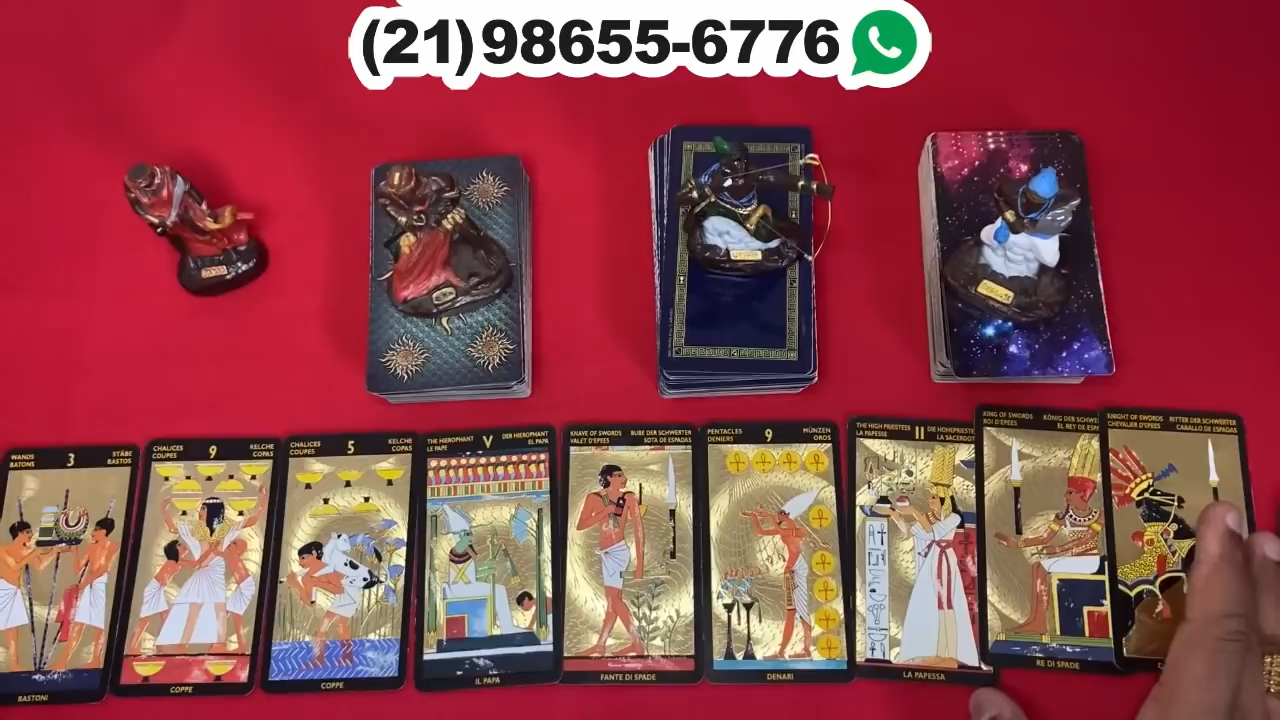 (21)98655-6776
WANDS
BATONS
3
STÄBE
BASTOS
BASTONI
CHALICES
COUPES
9
KELCHE
COPAS
COPPE
CHALICES
COUPES
5
KELCHE
COPAS
COPPE
THE HIEROPHANT
LE PAPE
V
DER HIEROPHANT
EL PAPA
IL PAPA
KNAVE OF SWORDS
VALET D'EPEES
BUBE DER SCHWERTER
SOTA DE ESPADAS
FANTE DI SPADE
PENTACLES
DENIERS
9
MÜNZEN
OROS
DENARI
THE HIGH PRIESTESS
LA PAPESSE
II
DIE HOHEPRIESTE
LA SACERDOT
LA PAPESSA
KING OF SWORDS
ROI D'EPEES
KÖNIG DER SCHWE
EL REY DE ES
RE DI SPADE
KNIGHT OF SWORDS
CHEVALIER D'EPEES
RITTER DER SCHWERTER
CABALLO DE ESPADAS